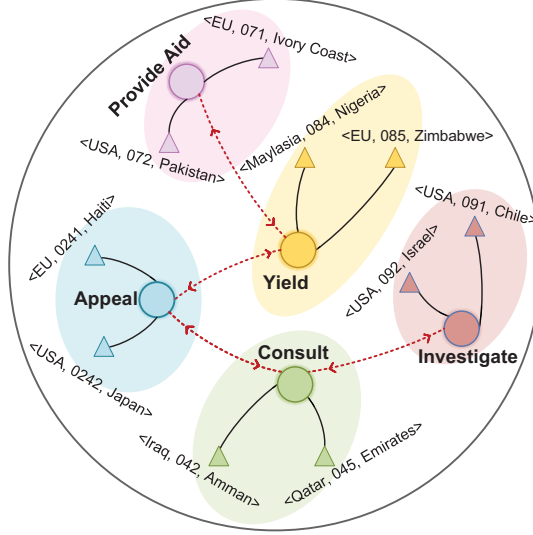 <EU, 071, Ivory Coast>
Provide Aid
<USA, 072, Pakistan>
<Maylasia, 084, Nigeria>
<EU, 085, Zimbabwe>
Yield
<USA, 091, Chile>
<USA, 092, Israel>
Investigate
<EU, 0241, Haiti>
Appeal
<USA, 0242, Japan>
Consult
<Iraq, 042, Amman>
<Qatar, 045, Emirates>